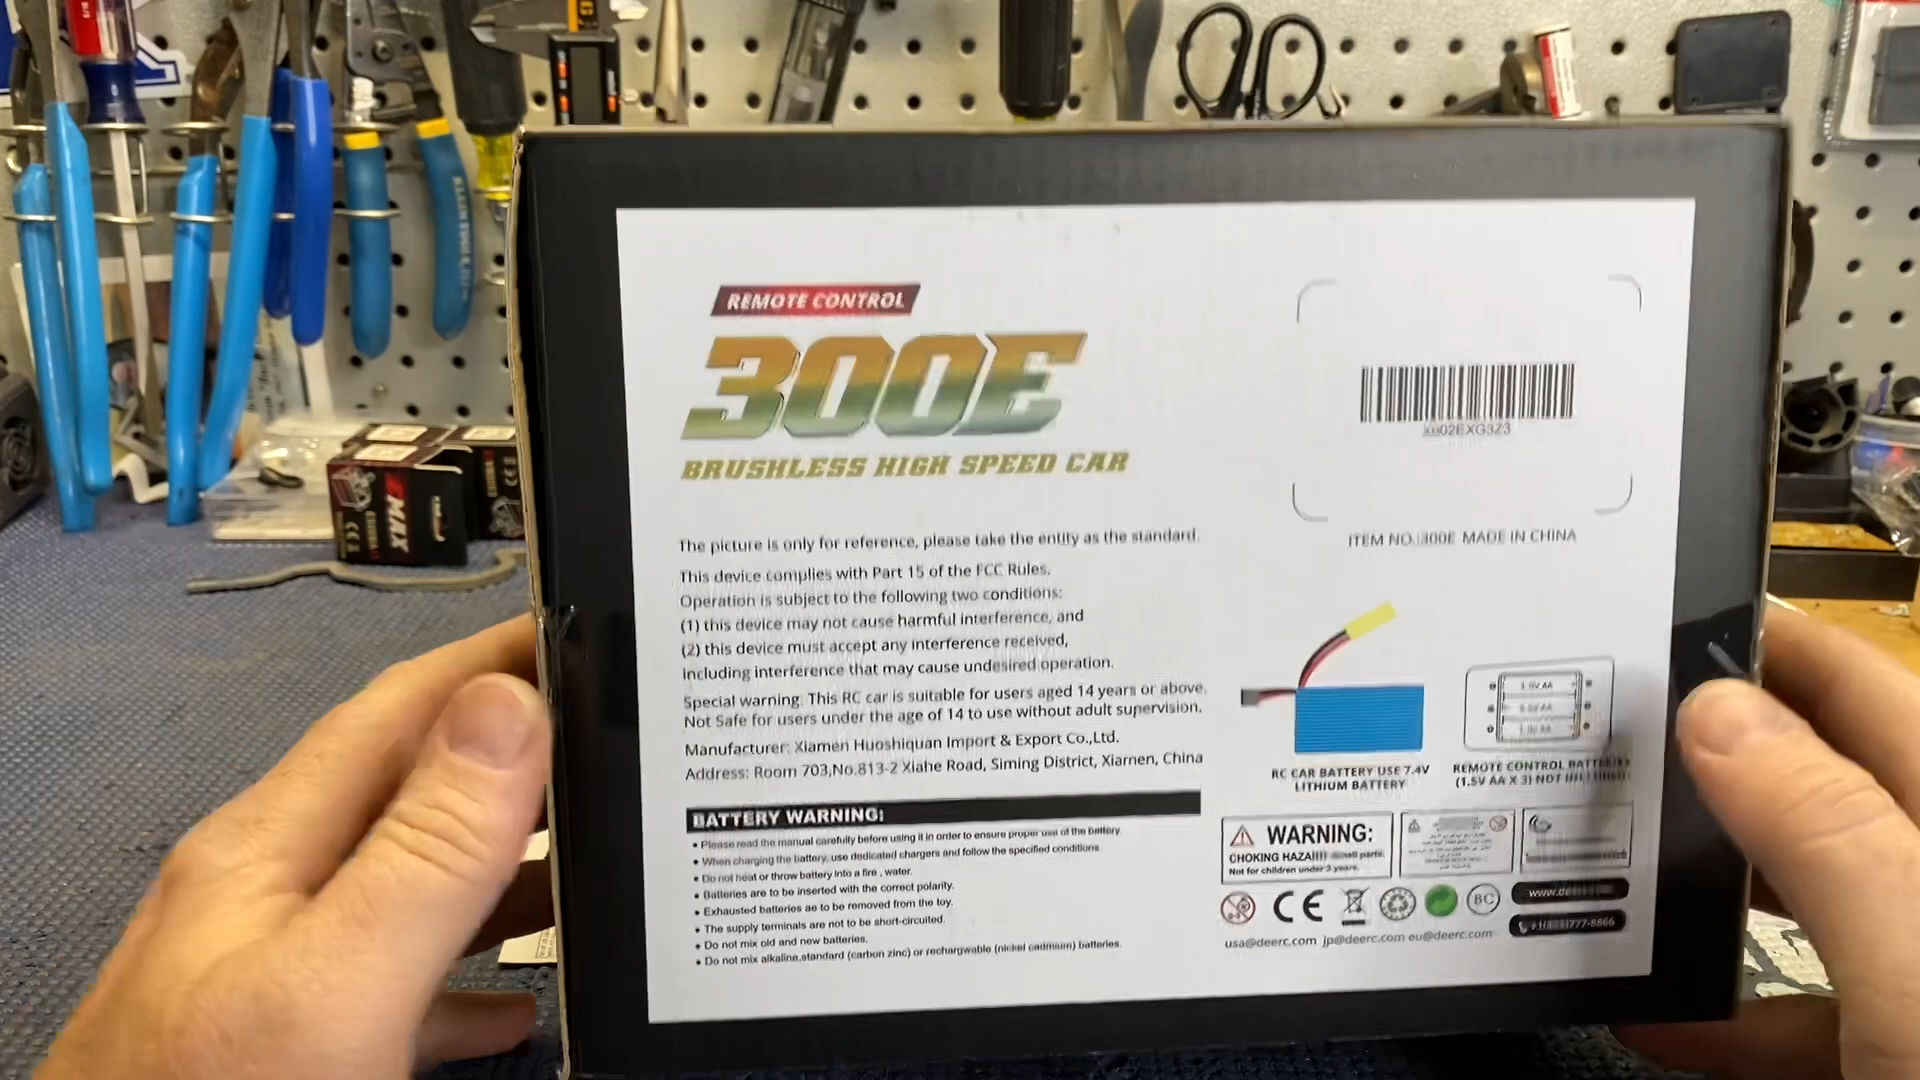 REMOTE CONTROL
300E
BRUSHLESS HIGH SPEED CAR
02EXG3Z3
ITEM NO.:300E MADE IN CHINA
The picture is only for reference, please take the entity as the standard.
This device complies with Part 15 of the FCC Rules.
Operation is subject to the following two conditions:
(1) this device may not cause harmful interference, and
(2) this device must accept any interference received,
including interference that may cause undesired operation.
Special warning: This RC car is suitable for users aged 14 years or above.
Not Safe for users under the age of 14 to use without adult supervision.
Manufacturer: Xiamen Huoshiquan Import & Export Co.,Ltd.
Address: Room 703,No.813-2 Xiahe Road, Siming District, Xiamen, China
BATTERY WARNING:
• Please read the manual carefully before using it in order to ensure proper use of the battery.
• When charging the battery, use dedicated chargers and follow the specified conditions.
• Do not heat or throw battery into a fire , water.
• Batteries are to be inserted with the correct polarity.
• Exhausted batteries ae to be removed from the toy.
• The supply terminals are not to be short-circuited.
• Do not mix old and new batteries.
• Do not mix alkaline,standard (carbon zinc) or rechargwable (nickel cadmium) batteries.
1.5V AA
RC CAR BATTERY USE 7.4V
LITHIUM BATTERY
REMOTE CONTROL
(1.5V AA X 3) NOT
WARNING:
CHOKING small parts.
Not for children under 3 years.
CE
BC
usa@deerc.com jp@deerc.com eu@deerc.com
777-8866
EMAX
CE